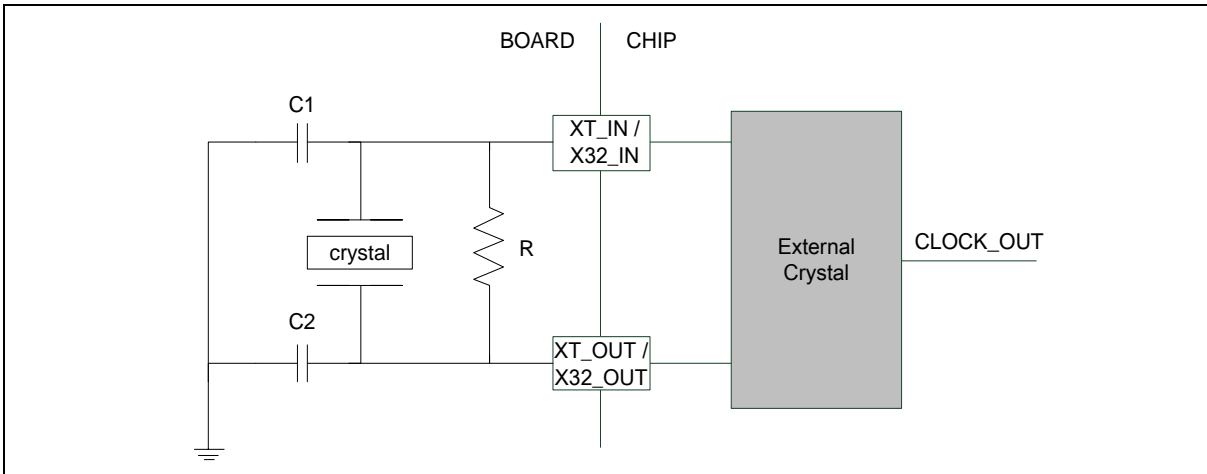 BOARD
CHIP
C1
XT_IN /
X32_IN
crystal
R
External
Crystal
CLOCK_OUT
C2
XT_OUT /
X32_OUT